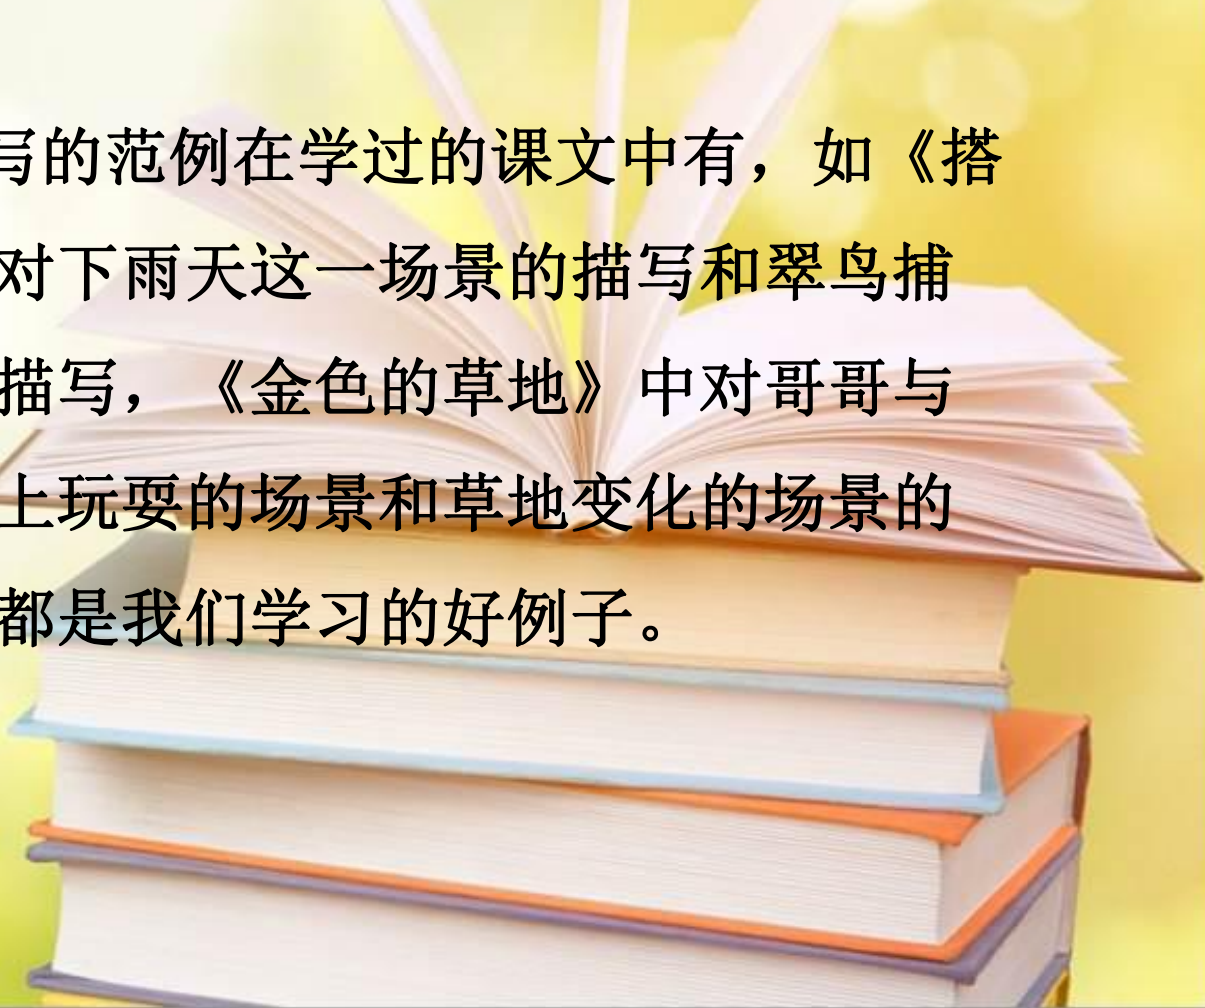 写的范例在学过的课文中有，如《搭
对下雨天这一场景的描写和翠鸟捕
描写，《金色的草地》中对哥哥与
上玩耍的场景和草地变化的场景的
都是我们学习的好例子。